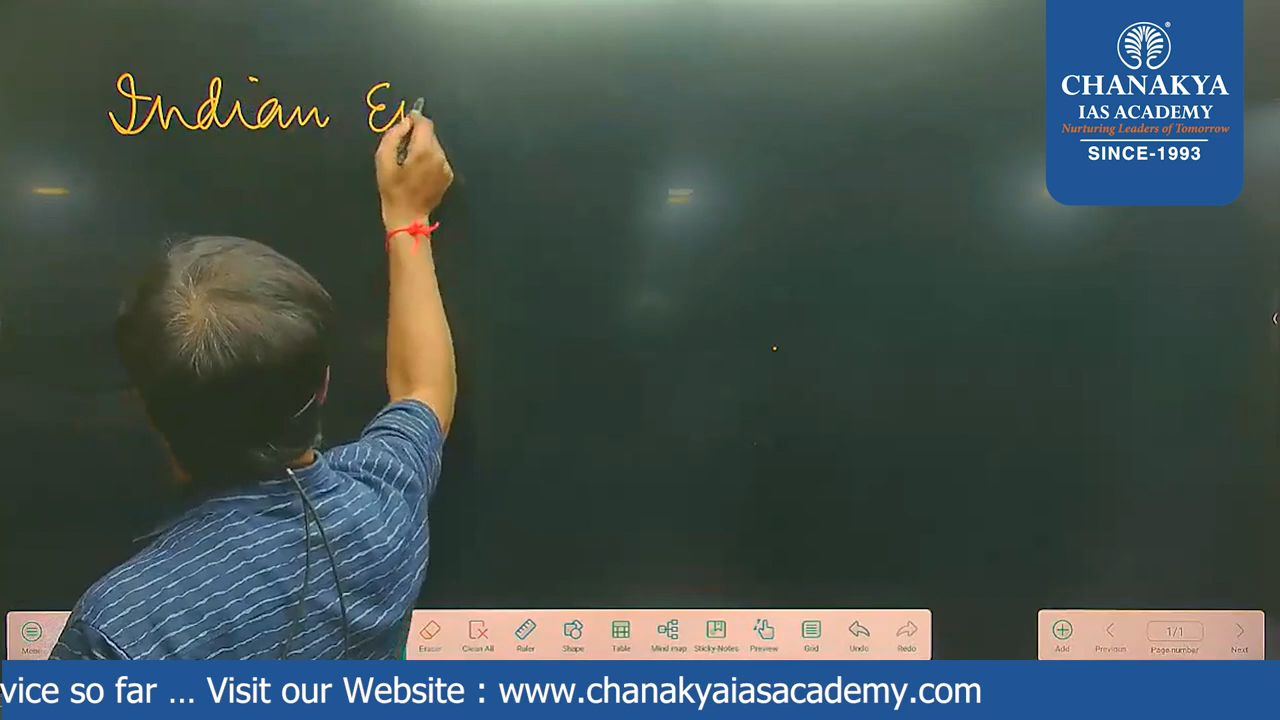 Indian
CHANAKYA
IAS ACADEMY
Nurturing Leaders of Tomorrow
SINCE-1993
Eraser
Clean All
Ruler
Shape
Table
Mind map
Sticky-Notes
Preview
Grid
Undo
Redo
Add
Previous
1/1
Page number
Next
vice so far ... Visit our Website : www.chanakyaiasacademy.com